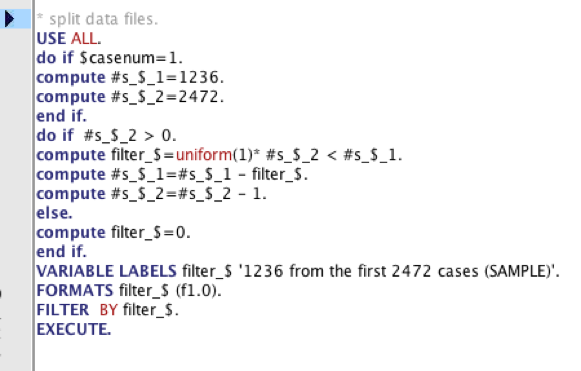 * split data files.
USE ALL.
do if $casenum=1.
compute #s_$_1=1236.
compute #s_$_2=2472.
end if.
do if  #s_$_2 > 0.
compute filter_$=uniform(1)* #s_$_2 < #s_$_1.
compute #s_$_1=#s_$_1 - filter_$.
compute #s_$_2=#s_$_2 - 1.
else.
compute filter_$=0.
end if.
VARIABLE LABELS filter_$ '1236 from the first 2472 cases (SAMPLE)'.
FORMATS filter_$ (f1.0).
FILTER  BY filter_$.
EXECUTE.